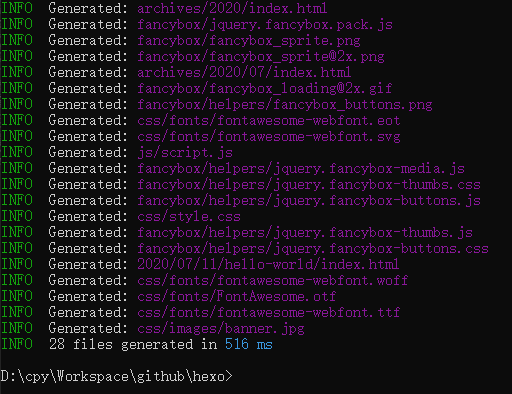 INFO  Generated: archives/2020/index.html
INFO  Generated: fancybox/jquery.fancybox.pack.js
INFO  Generated: fancybox/fancybox_sprite.png
INFO  Generated: fancybox/fancybox_sprite@2x.png
INFO  Generated: archives/2020/07/index.html
INFO  Generated: fancybox/fancybox_loading@2x.gif
INFO  Generated: fancybox/helpers/fancybox_buttons.png
INFO  Generated: css/fonts/fontawesome-webfont.eot
INFO  Generated: css/fonts/fontawesome-webfont.svg
INFO  Generated: js/script.js
INFO  Generated: fancybox/helpers/jquery.fancybox-media.js
INFO  Generated: fancybox/helpers/jquery.fancybox-thumbs.css
INFO  Generated: fancybox/helpers/jquery.fancybox-buttons.js
INFO  Generated: css/style.css
INFO  Generated: fancybox/helpers/jquery.fancybox-thumbs.js
INFO  Generated: fancybox/helpers/jquery.fancybox-buttons.css
INFO  Generated: 2020/07/11/hello-world/index.html
INFO  Generated: css/fonts/fontawesome-webfont.woff
INFO  Generated: css/fonts/FontAwesome.otf
INFO  Generated: css/fonts/fontawesome-webfont.ttf
INFO  Generated: css/images/banner.jpg
INFO  28 files generated in 516 ms
D:\cpy\Workspace\github\hexo>